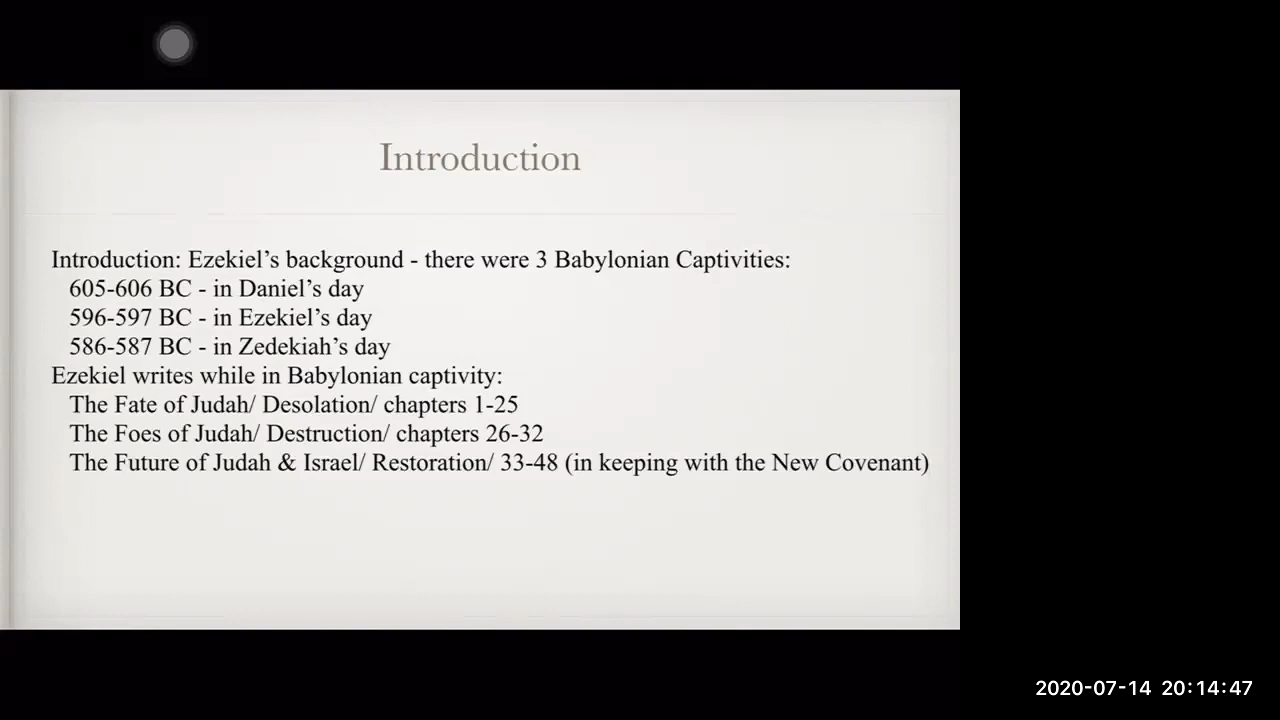 Introduction
Introduction: Ezekiel’s background - there were 3 Babylonian Captivities:
605-606 BC - in Daniel’s day
596-597 BC - in Ezekiel’s day
586-587 BC - in Zedekiah’s day
Ezekiel writes while in Babylonian captivity:
The Fate of Judah/ Desolation/ chapters 1-25
The Foes of Judah/ Destruction/ chapters 26-32
The Future of Judah & Israel/ Restoration/ 33-48 (in keeping with the New Covenant)
2020-07-14 20:14:47